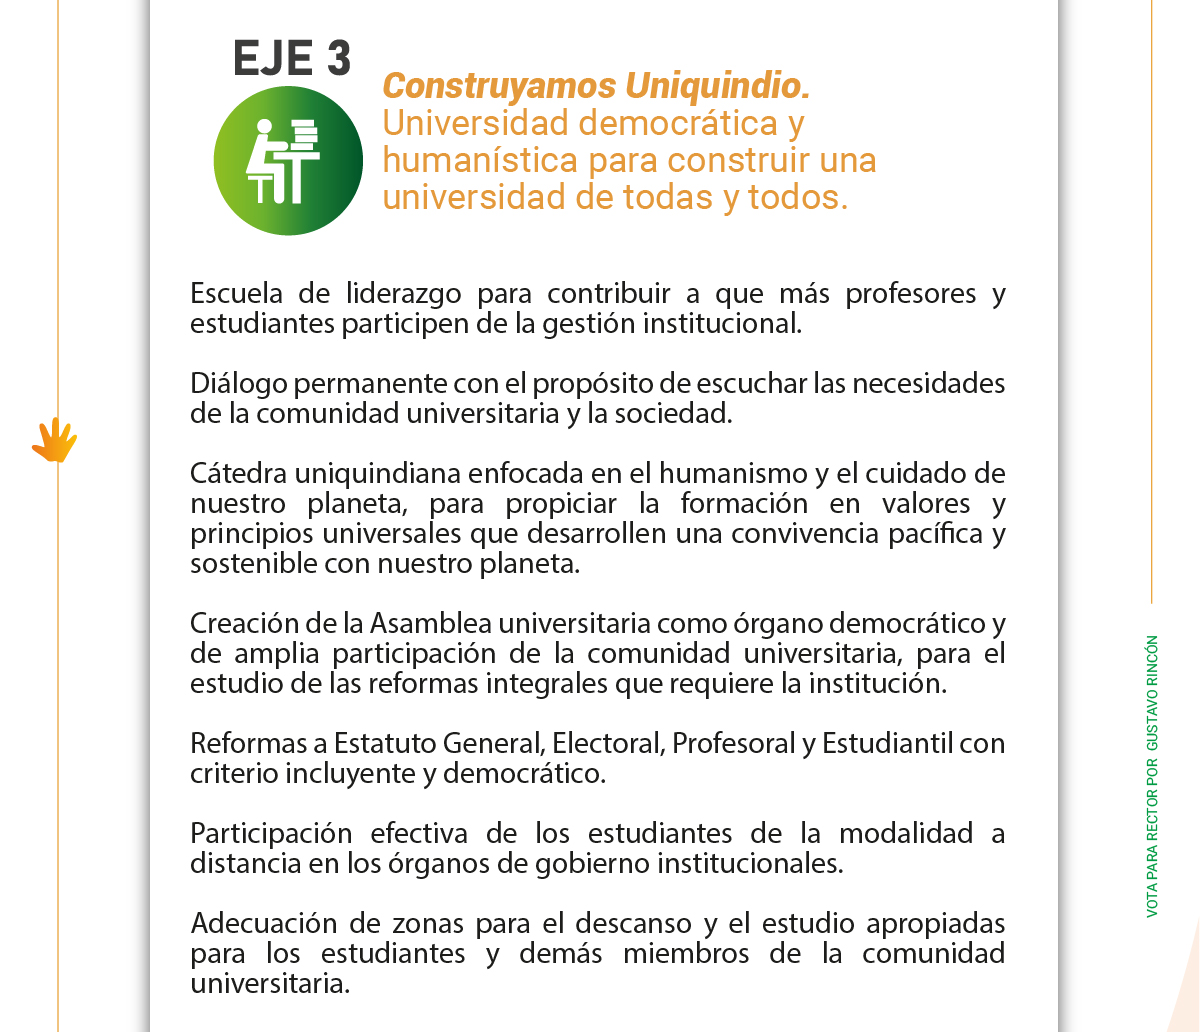 EJE 3
Construyamos Uniquindio.
Universidad democrática y
humanística para construir una
universidad de todas y todos.
Escuela de liderazgo para contribuir a que más profesores y
estudiantes participen de la gestión institucional.
Diálogo permanente con el propósito de escuchar las necesidades
de la comunidad universitaria y la sociedad.
Cátedra uniquindiana enfocada en el humanismo y el cuidado de
nuestro planeta, para propiciar la formación en valores y
principios universales que desarrollen una convivencia pacífica y
sostenible con nuestro planeta.
Creación de la Asamblea universitaria como órgano democrático y
de amplia participación de la comunidad universitaria, para el
estudio de las reformas integrales que requiere la institución.
Reformas a Estatuto General, Electoral, Profesoral y Estudiantil con
criterio incluyente y democrático.
Participación efectiva de los estudiantes de la modalidad a
distancia en los órganos de gobierno institucionales.
Adecuación de zonas para el descanso y el estudio apropiadas
para los estudiantes y demás miembros de la comunidad
universitaria.
VOTA PARA RECTOR POR GUSTAVO RINCÓN